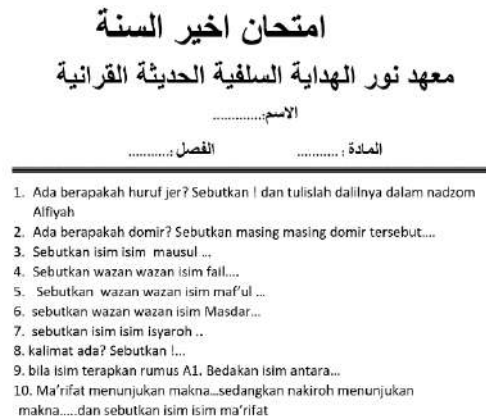 امتحان اخير السنة
معهد نور الهداية السلفية الحديثة القرانية
الاسم:.............
المادة : ........... الفصل :...........
1. Ada berapakah huruf jer? Sebutkan ! dan tulislah dalilnya dalam nadzom
Alfiyah
2. Ada berapakah domir? Sebutkan masing masing domir tersebut....
3. Sebutkan isim isim mausul ...
4. Sebutkan wazan wazan isim fail....
5. Sebutkan wazan wazan isim maf'ul ...
6. sebutkan wazan wazan isim Masdar...
7. sebutkan isim isim isyaroh ..
8. kalimat ada? Sebutkan !...
9. bila isim terapkan rumus A1. Bedakan isim antara...
10. Ma'rifat menunjukan makna...sedangkan nakiroh menunjukan
makna.....dan sebutkan isim isim ma'rifat